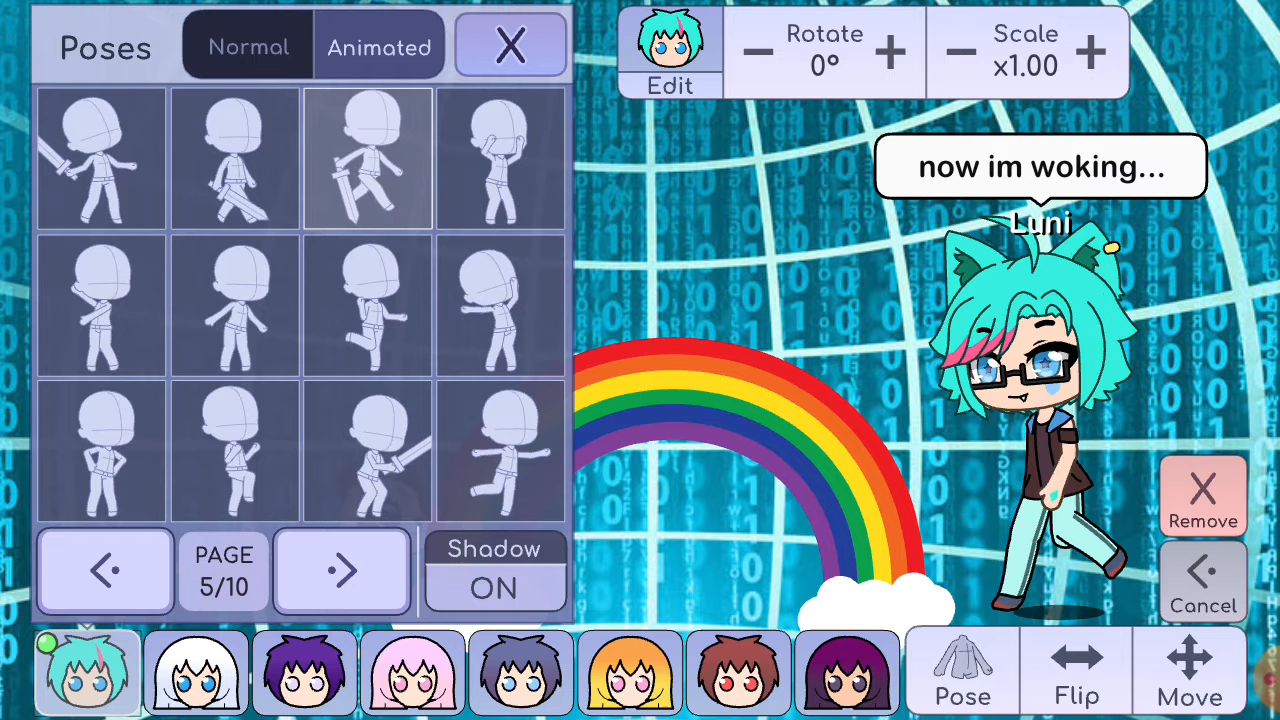 Poses
Normal
Animated
X
Edit
Rotate
0°
Scale
x1.00
now im woking...
Luni
PAGE
5/10
Shadow
ON
Remove
Cancel
Pose
Flip
Move